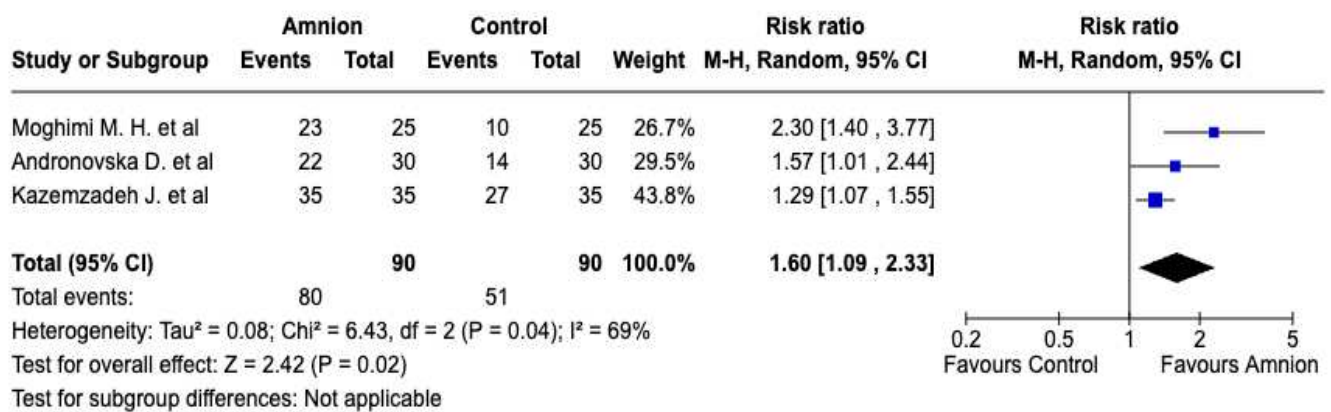 Amnion Control Risk ratio Risk ratio
Study or Subgroup Events Total Events Total Weight M-H, Random, 95% CI M-H, Random, 95% CI
Moghimi M. H. et al 23 25 10 25 26.7% 2.30 [1.40 , 3.77]
Andronovska D. et al 22 30 14 30 29.5% 1.57 [1.01 , 2.44]
Kazemzadeh J. et al 35 35 27 35 43.8% 1.29 [1.07 , 1.55]
Total (95% CI) 90 90 100.0% 1.60 [1.09 , 2.33]
Total events: 80 51
Heterogeneity: Tau² = 0.08; Chi² = 6.43, df = 2 (P = 0.04); I² = 69%
Test for overall effect: Z = 2.42 (P = 0.02)
Test for subgroup differences: Not applicable
0.2 0.5 1 2 5
Favours Control Favours Amnion